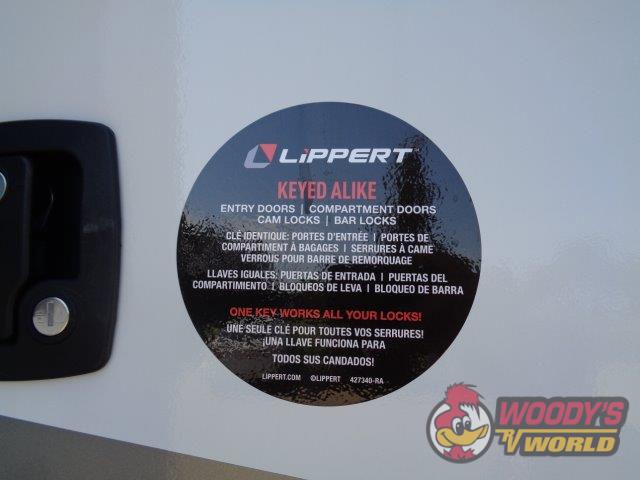 LiPPERT
KEYED ALIKE
ENTRY DOORS | COMPARTMENT DOORS
CAM LOCKS | BAR LOCKS
CLÉ IDENTIQUE: PORTES D'ENTRÉE | PORTES DE
COMPARTIMENT À BAGAGES | SERRURES À CAME
VERROUS POUR BARRE DE REMORQUAGE
LLAVES IGUALES: PUERTAS DE ENTRADA | PUERTAS DEL
COMPARTIMIENTO | BLOQUEOS DE LEVA | BLOQUEO DE BARRA
ONE KEY WORKS ALL YOUR LOCKS!
UNE SEULE CLÉ POUR TOUTES VOS SERRURES!
¡UNA LLAVE FUNCIONA PARA
TODOS SUS CANDADOS!
LIPPERT.COM ©LIPPERT 427340-RA
WOODY'S
RV WORLD